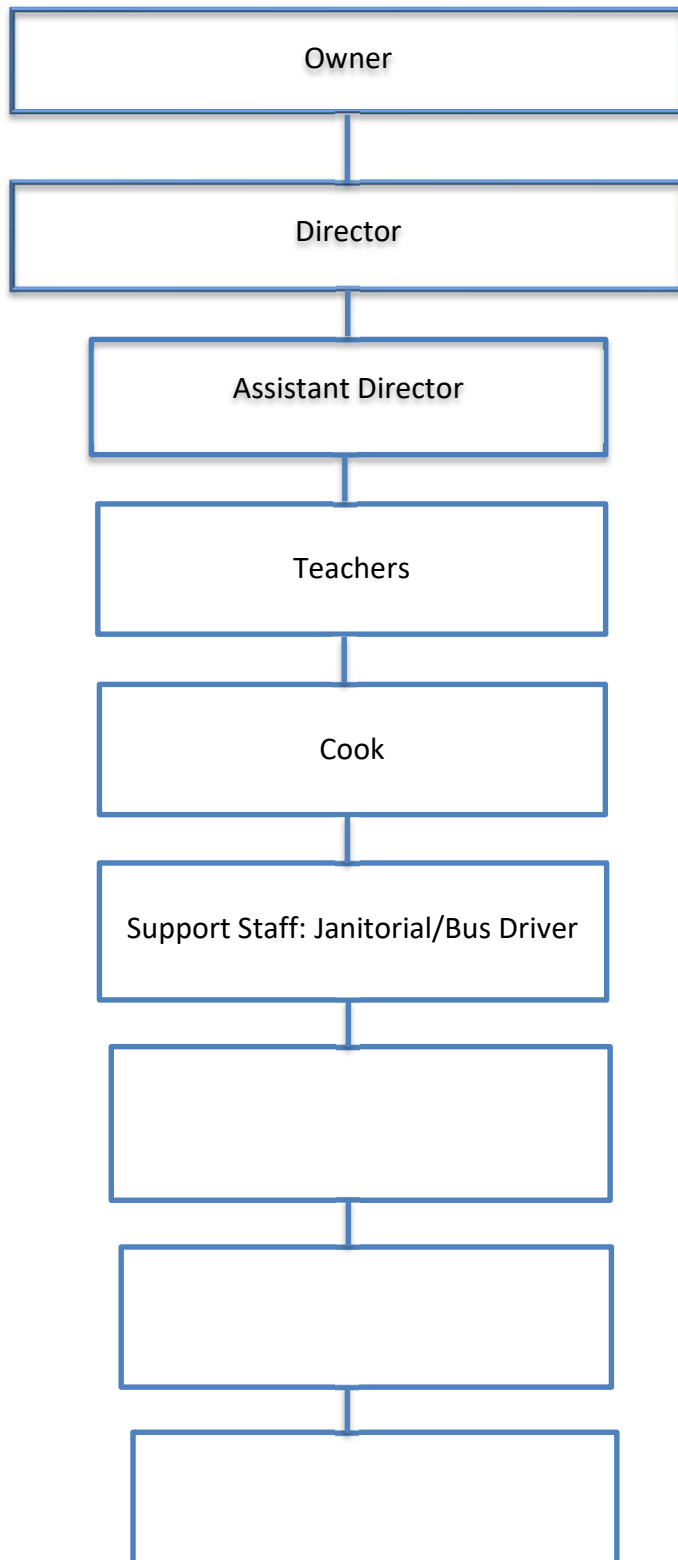 Owner
Director
Assistant Director
Teachers
Cook
Support Staff: Janitorial/Bus Driver